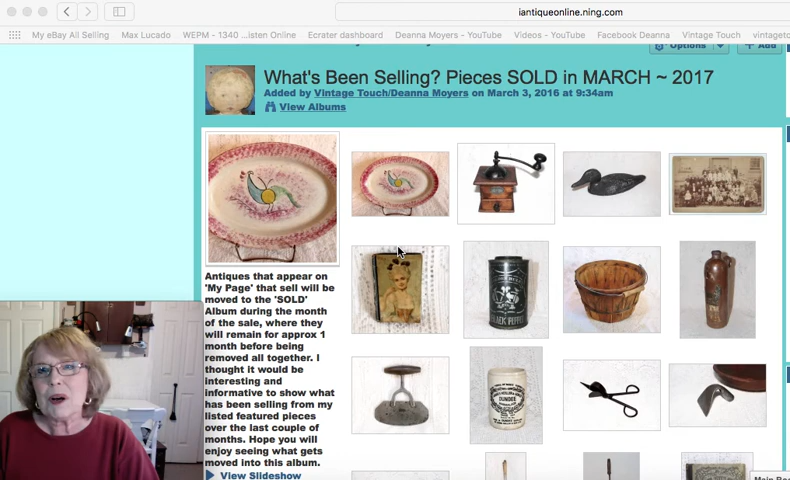 iantiqueonline.ning.com
My eBay All Selling
Max Lucado
WEPM - 1340 ...isten Online
Ecrater dashboard
Deanna Moyers - YouTube
Videos - YouTube
Facebook Deanna
Vintage Touch
Options
Add
What's Been Selling? Pieces SOLD in MARCH ~ 2017
Added by Vintage Touch/Deanna Moyers on March 3, 2016 at 9:34am
View Albums
Antiques that appear on
'My Page' that sell will be
moved to the 'SOLD'
Album during the month
of the sale, where they
will remain for approx 1
month before being
removed all together. I
thought it would be
interesting and
informative to show what
has been selling from my
listed featured pieces
over the last couple of
months. Hope you will
enjoy seeing what gets
moved into this album.
View Slideshow
BLACK PEPPER
DUNDEE